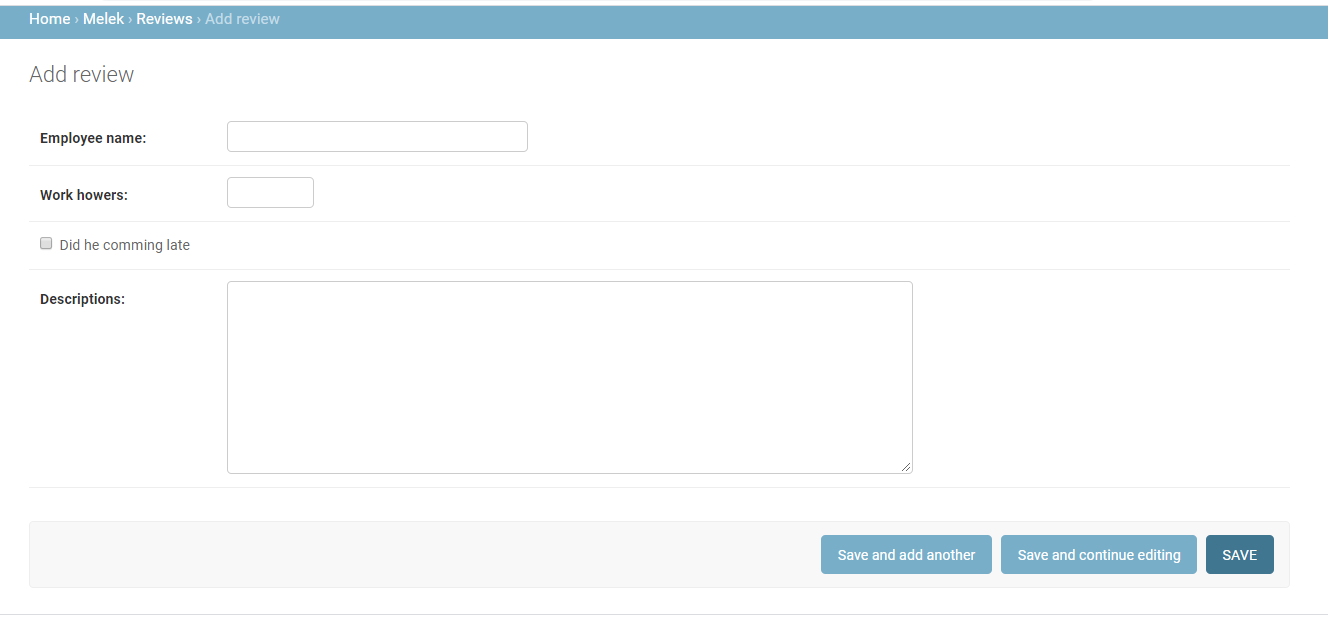 Home › Melek › Reviews › Add review
Add review
Employee name:
Work howers:
Did he comming late
Descriptions:
Save and add another Save and continue editing SAVE